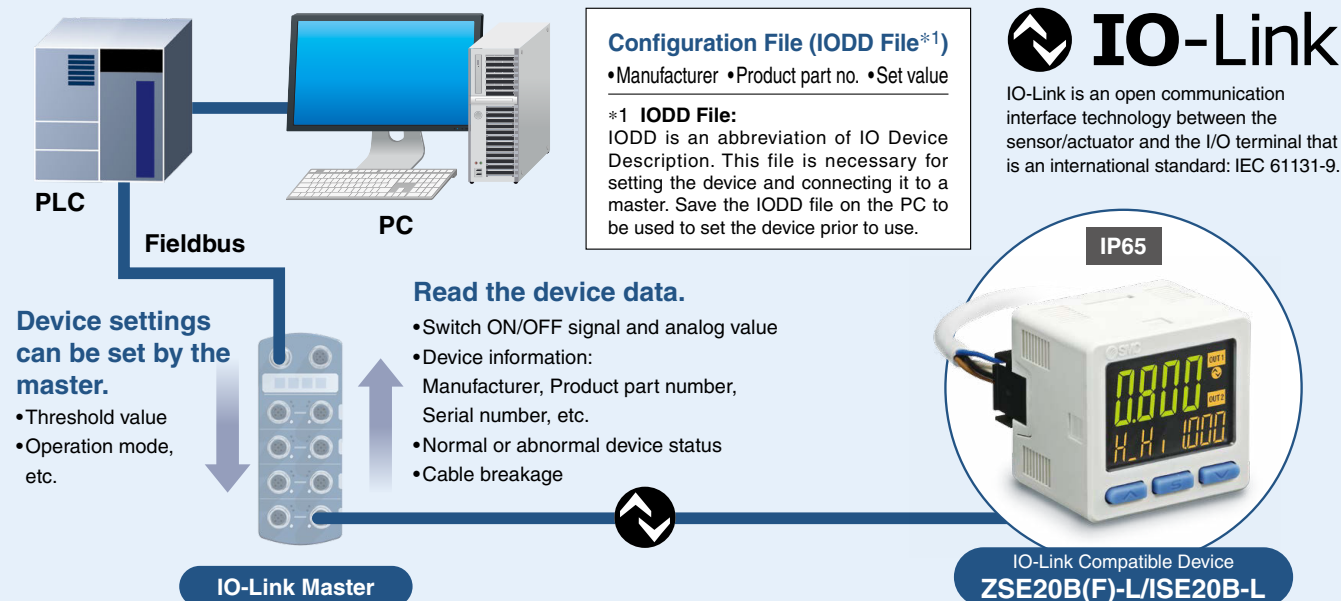 PLC
PC
Fieldbus
Configuration File (IODD File*1)
•Manufacturer •Product part no. •Set value
*1 IODD File:
IODD is an abbreviation of IO Device
Description. This file is necessary for
setting the device and connecting it to a
master. Save the IODD file on the PC to
be used to set the device prior to use.
IO-Link
IO-Link is an open communication
interface technology between the
sensor/actuator and the I/O terminal that
is an international standard: IEC 61131-9.
Device settings
can be set by the
master.
•Threshold value
•Operation mode,
etc.
Read the device data.
•Switch ON/OFF signal and analog value
•Device information:
Manufacturer, Product part number,
Serial number, etc.
•Normal or abnormal device status
•Cable breakage
IP65
SMC
0.800
OUT1
OUT2
H_Hi 1.000
S
IO-Link Master
IO-Link Compatible Device
ZSE20B(F)-L/ISE20B-L